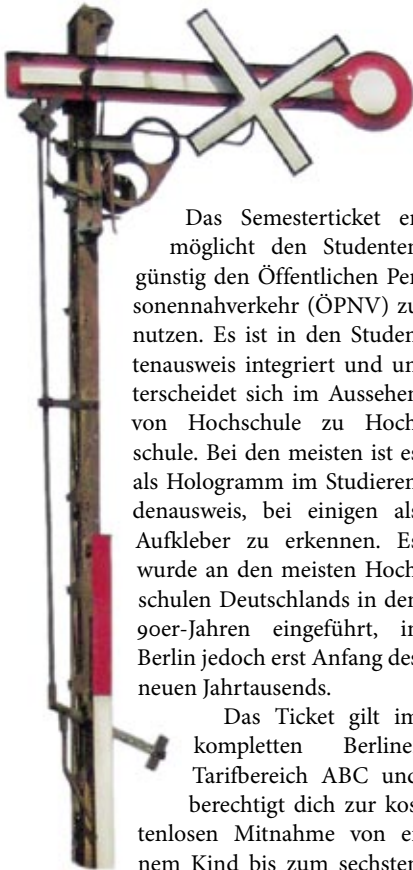 Das Semesterticket er
möglicht den Studenten
günstig den Öffentlichen Per
sonennahverkehr (ÖPNV) zu
nutzen. Es ist in den Studen
tenausweis integriert und un
terscheidet sich im Aussehen
von Hochschule zu Hoch
schule. Bei den meisten ist es
als Hologramm im Studieren
denausweis, bei einigen als
Aufkleber zu erkennen. Es
wurde an den meisten Hoch
schulen Deutschlands in den
90er-Jahren eingeführt, in
Berlin jedoch erst Anfang des
neuen Jahrtausends.
Das Ticket gilt im
kompletten Berliner
Tarifbereich ABC und
berechtigt dich zur kos
tenlosen Mitnahme von ei
nem Kind bis zum sechsten